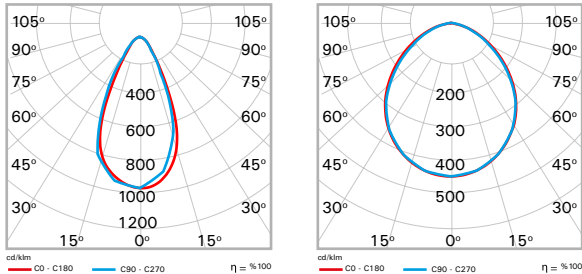 105° 105° 105° 105°
90° 90° 90° 90°
75° 75° 75° 75°
400 200
60° 60° 60° 60°
600 300
45° 800 45° 45° 400 45°
1000 500
30° 30° 30° 30°
1200
15° 0° 15° 15° 0° 15°
cd/klm cd/klm
C0 - C180 C90 - C270 η = %100 C0 - C180 C90 - C270 η = %100